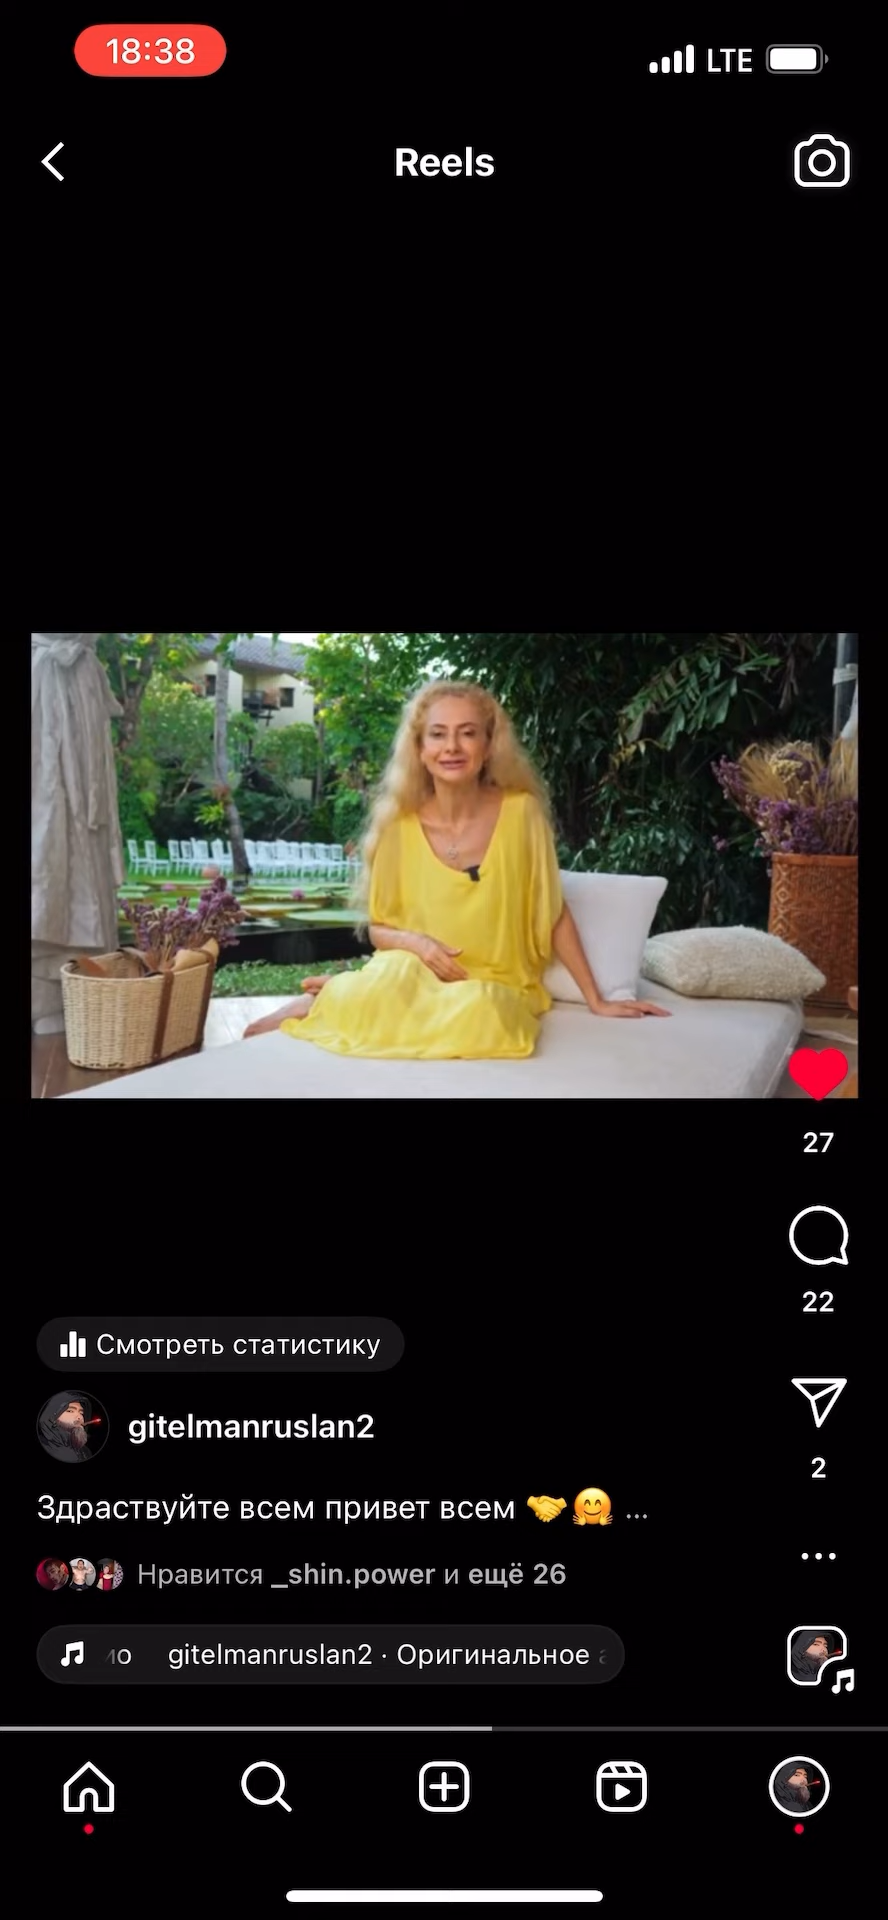 18:38
LTE
Reels
27
22
Смотреть статистику
gitelmanruslan2
2
Здраствуйте всем привет всем 🤝🤗 ...
Нравится _shin.power и ещё 26
gitelmanruslan2 · Оригинальное